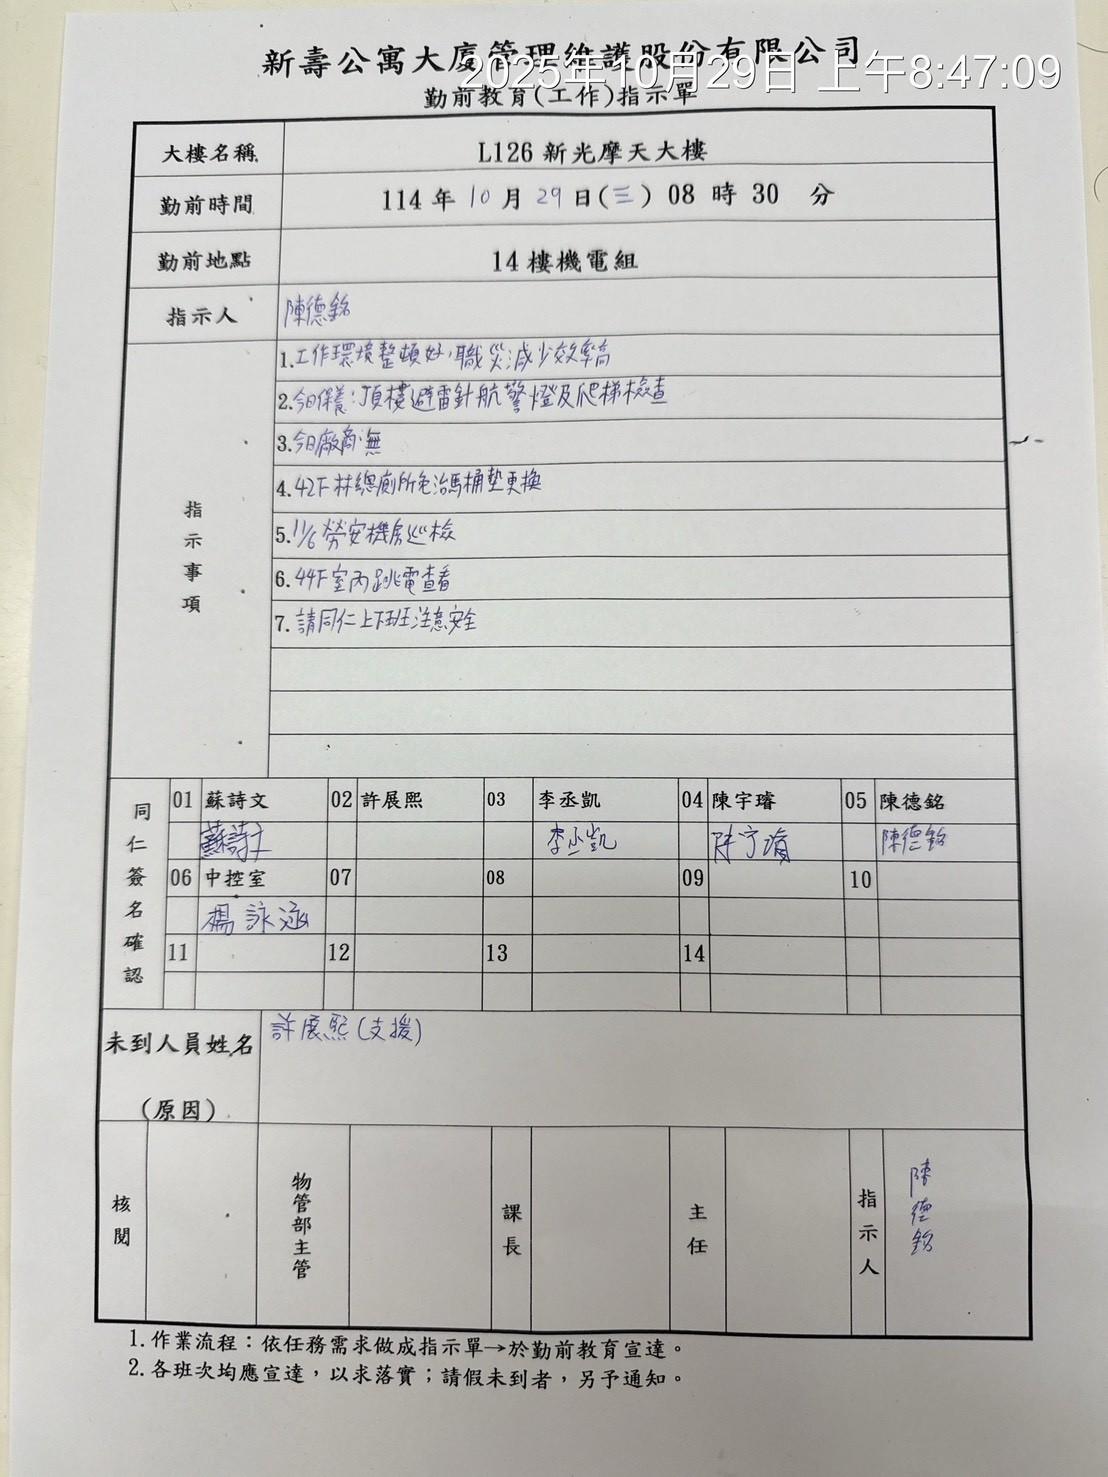 新壽公寓大廈管理維護股份有限公司
2025年10月29日 上午8:47:09
勤前教育(工作)指示單
大樓名稱 L126 新光摩天大樓
勤前時間 114 年 10 月 29 日(三) 08 時 30 分
勤前地點 14 樓機電組
指示人 陳德銘
指示事項
1.工作環境整頓好,職災減少效率高
2.今日保養:頂樓避雷針航警燈及爬梯檢查
3.今日廠商:無
4.42F林總廁所免治馬桶墊更換
5.11/6勞安機房巡檢
6.44F室內跳電查看
7.請同仁上下班注意安全
同仁簽名確認
01 蘇詩文 02 許展熙 03 李丞凱 04 陳宇璿 05 陳德銘
蘇詩文 李丞凱 陳宇璿 陳德銘
06 中控室 07 08 09 10
楊詠涵
11 12 13 14
未到人員姓名 許展熙(支援)
(原因)
核閱 物管部主管 課長 主任 指示人 陳德銘
1.作業流程:依任務需求做成指示單→於勤前教育宣達。
2.各班次均應宣達,以求落實;請假未到者,另予通知。